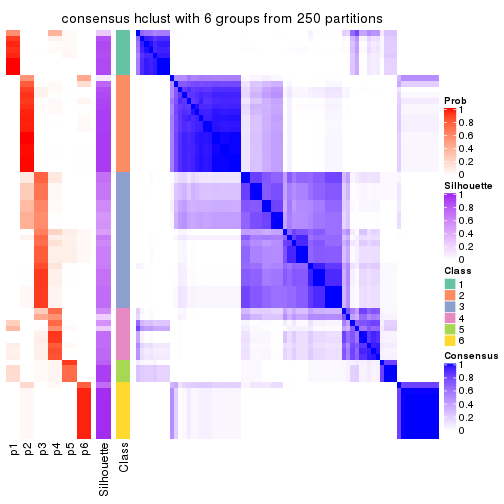 consensus hclust with 6 groups from 250 partitions
Prob
1
0.8
0.6
0.4
0.2
0
Silhouette
1
0.8
0.6
0.4
0.2
0
Class
1
2
3
4
5
6
Consensus
1
0.8
0.6
0.4
0.2
0
p1
p2
p3
p4
p5
p6
Silhouette
Class